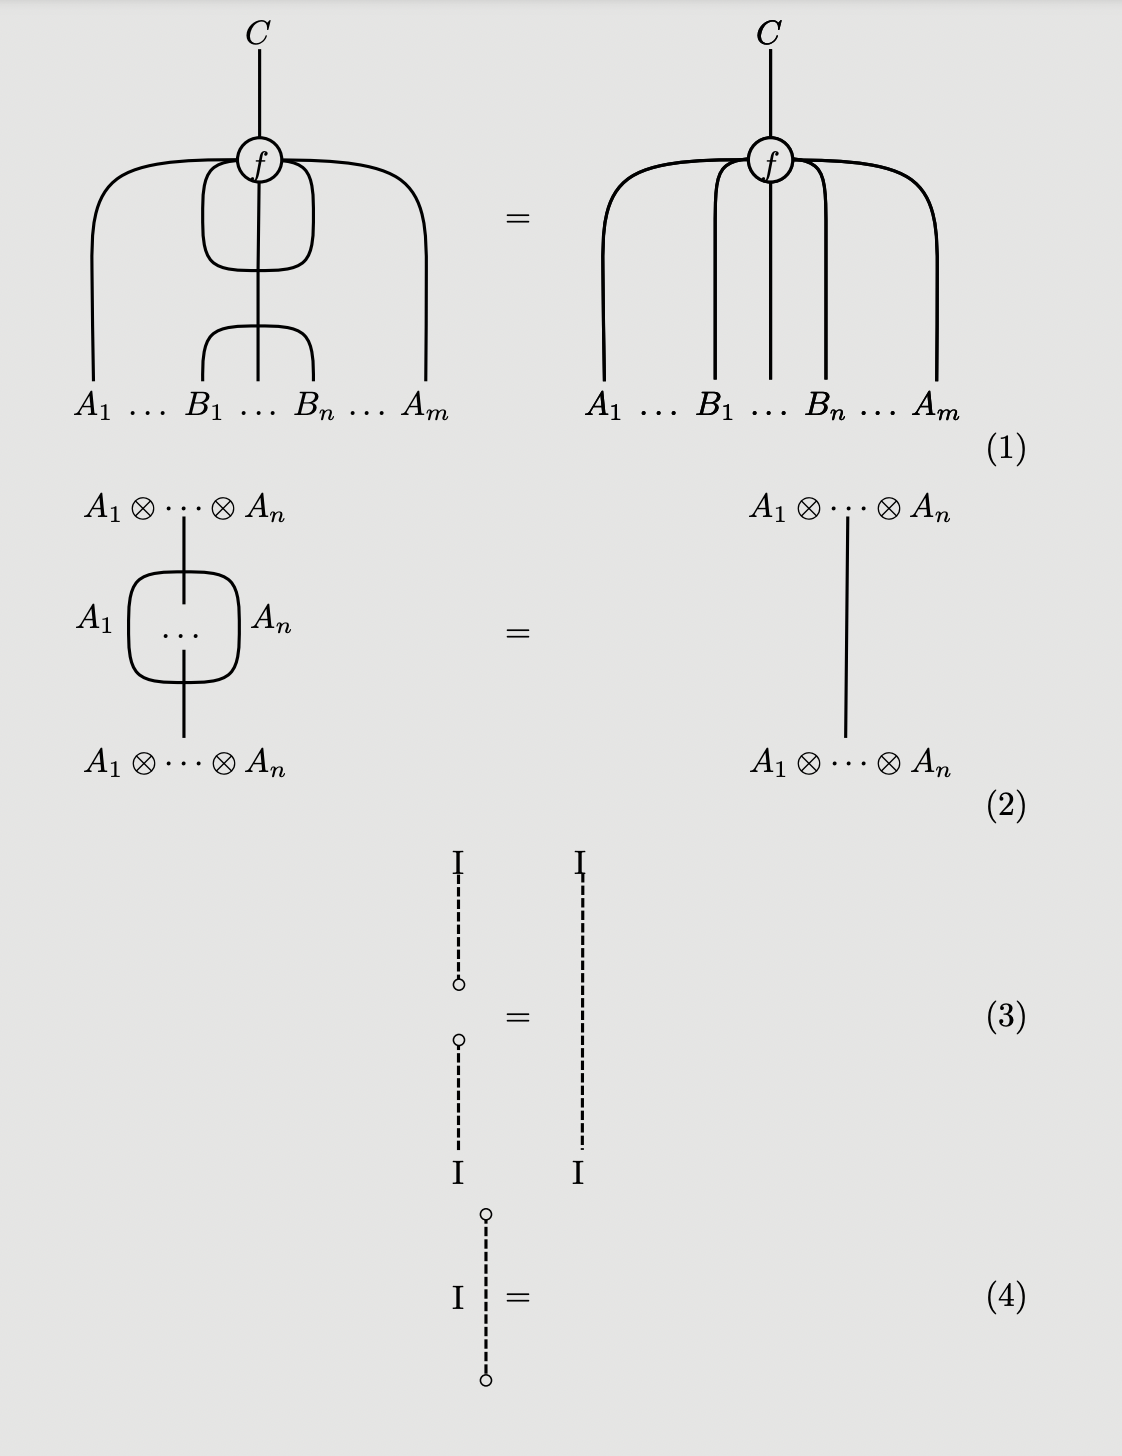 C C
f f
=
A₁ … B₁ … Bₙ … Aₘ A₁ … B₁ … Bₙ … Aₘ
(1)
A₁ ⊗ ⋯ ⊗ Aₙ A₁ ⊗ ⋯ ⊗ Aₙ
A₁ … Aₙ =
A₁ ⊗ ⋯ ⊗ Aₙ A₁ ⊗ ⋯ ⊗ Aₙ
(2)
I I
= (3)
I I
I = (4)